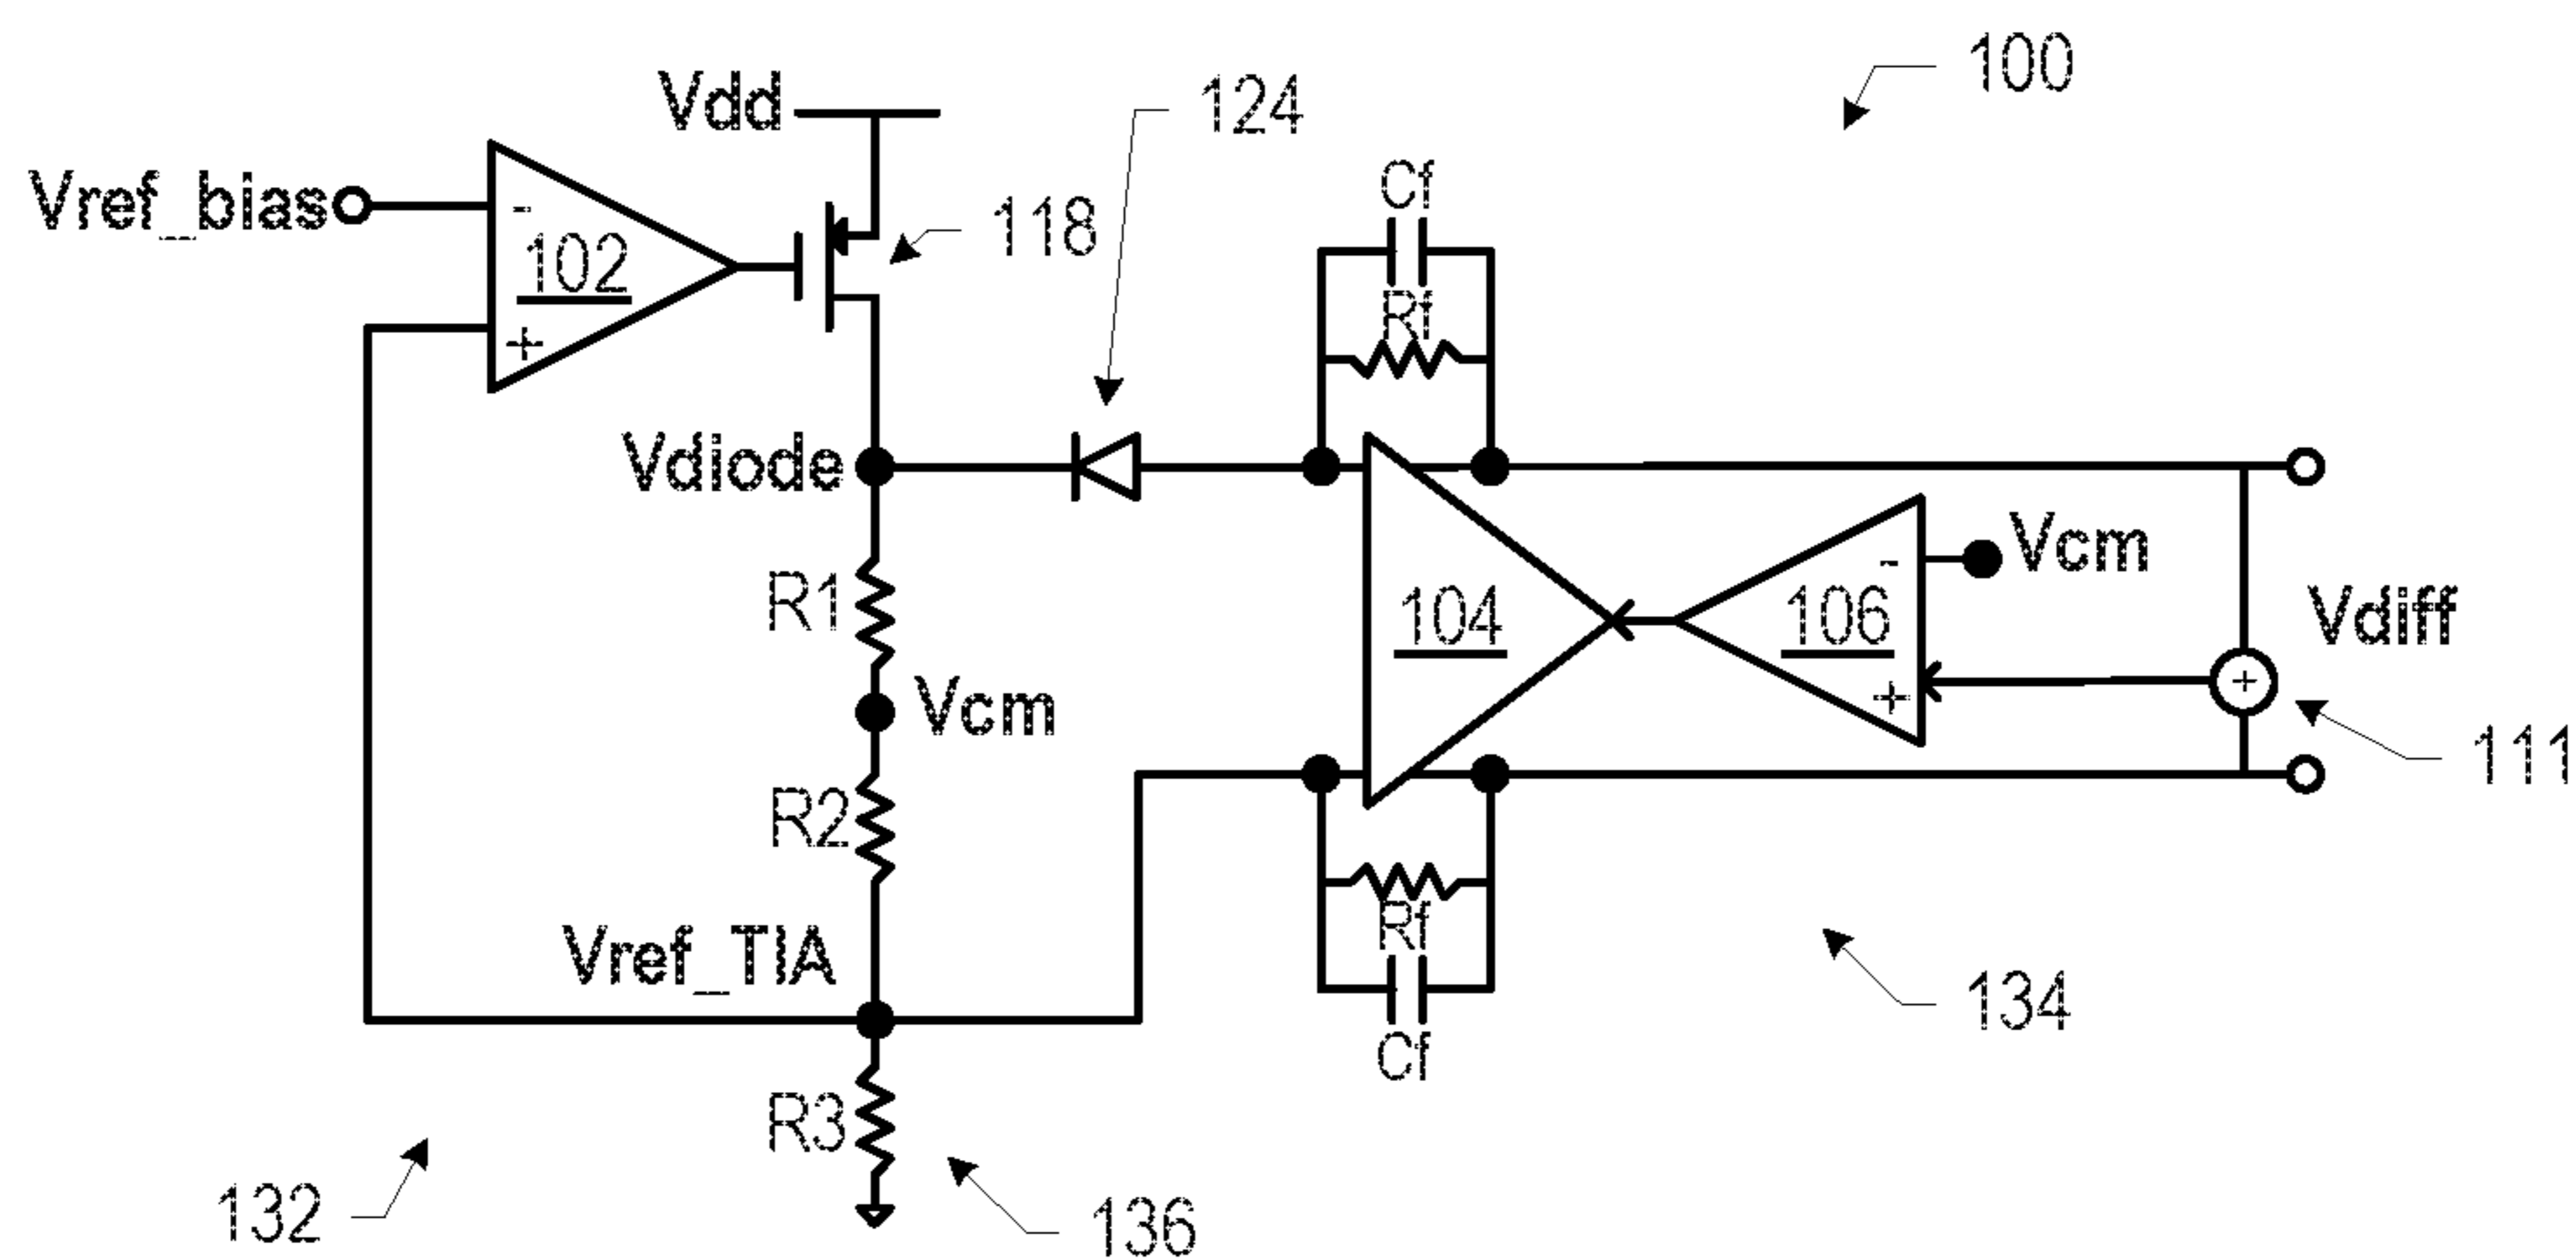 100
Vdd
124
Vref_bias
-
102
+
118
Cf
Rf
Vdiode
R1
Vcm
R2
Vref_TIA
R3
104
-
106
+
Vcm
Vdiff
+
111
Rf
Cf
134
132
136